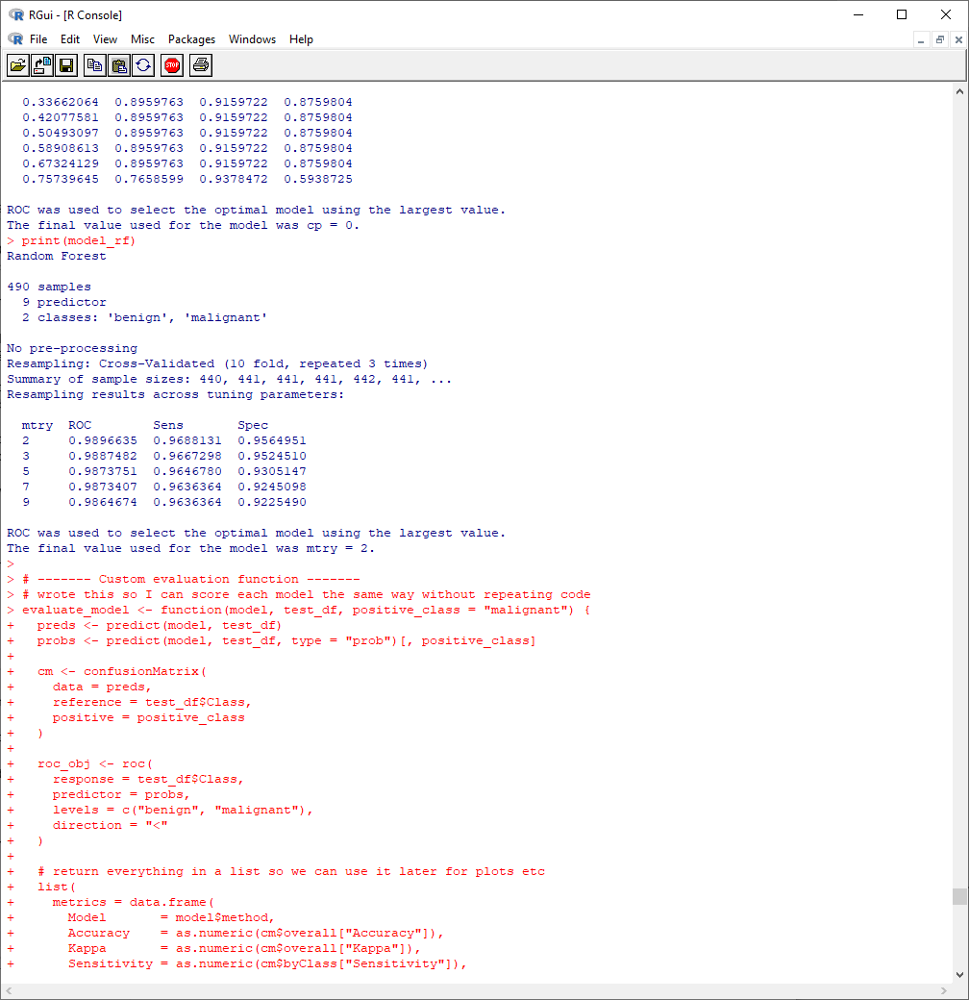 RGui - [R Console]
File Edit View Misc Packages Windows Help
STOP
0.33662064 0.8959763 0.9159722 0.8759804
0.42077581 0.8959763 0.9159722 0.8759804
0.50493097 0.8959763 0.9159722 0.8759804
0.58908613 0.8959763 0.9159722 0.8759804
0.67324129 0.8959763 0.9159722 0.8759804
0.75739645 0.7658599 0.9378472 0.5938725
ROC was used to select the optimal model using the largest value.
The final value used for the model was cp = 0.
> print(model_rf)
Random Forest
490 samples
9 predictor
2 classes: 'benign', 'malignant'
No pre-processing
Resampling: Cross-Validated (10 fold, repeated 3 times)
Summary of sample sizes: 440, 441, 441, 441, 442, 441, ...
Resampling results across tuning parameters:
mtry ROC Sens Spec
2 0.9896635 0.9688131 0.9564951
3 0.9887482 0.9667298 0.9524510
5 0.9873751 0.9646780 0.9305147
7 0.9873407 0.9636364 0.9245098
9 0.9864674 0.9636364 0.9225490
ROC was used to select the optimal model using the largest value.
The final value used for the model was mtry = 2.
>
> # ------- Custom evaluation function -------
> # wrote this so I can score each model the same way without repeating code
> evaluate_model <- function(model, test_df, positive_class = "malignant") {
+   preds <- predict(model, test_df)
+   probs <- predict(model, test_df, type = "prob")[, positive_class]
+
+   cm <- confusionMatrix(
+     data = preds,
+     reference = test_df$Class,
+     positive = positive_class
+   )
+
+   roc_obj <- roc(
+     response = test_df$Class,
+     predictor = probs,
+     levels = c("benign", "malignant"),
+     direction = "<"
+   )
+
+   # return everything in a list so we can use it later for plots etc
+   list(
+     metrics = data.frame(
+       Model       = model$method,
+       Accuracy    = as.numeric(cm$overall["Accuracy"]),
+       Kappa       = as.numeric(cm$overall["Kappa"]),
+       Sensitivity = as.numeric(cm$byClass["Sensitivity"]),